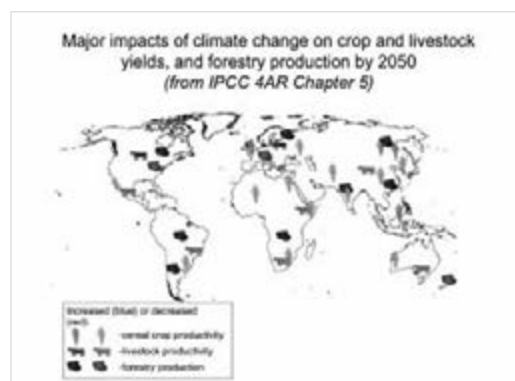 Major impacts of climate change on crop and livestock
yields, and forestry production by 2050
(from IPCC 4AR Chapter 5)
Increased (blue) or decreased
(red):
-cereal crop productivity
-livestock productivity
-forestry production